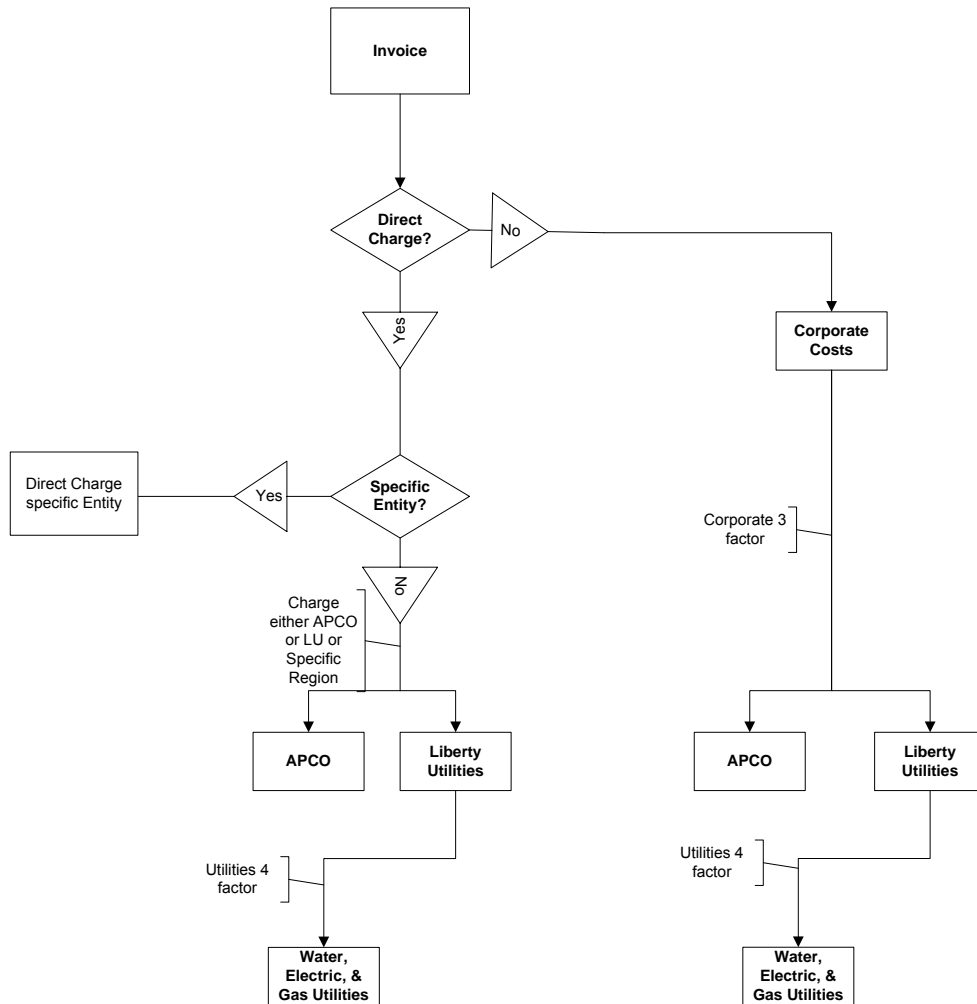 Invoice
Direct
Charge?
No
Yes
Corporate
Costs
Specific
Entity?
Yes
Direct Charge
specific Entity
No
Corporate 3
factor
Charge
either APCO
or LU or
Specific
Region
APCO
Liberty
Utilities
APCO
Liberty
Utilities
Utilities 4
factor
Utilities 4
factor
Water,
Electric, &
Gas Utilities
Water,
Electric, &
Gas Utilities